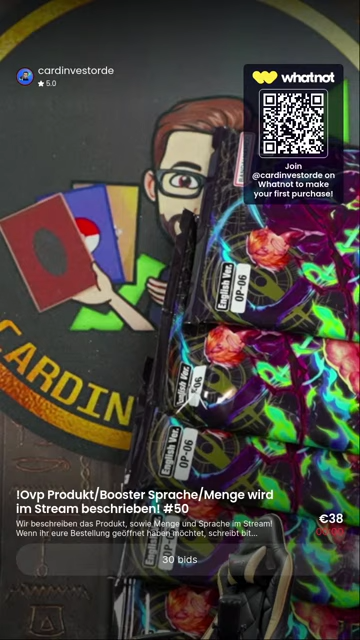 cardinvestorde
★ 5.0
whatnot
Join
@cardinvestorde on
Whatnot to make
your first purchase!
English Ver.
OP-06
English Ver.
OP-06
English Ver.
OP-06
CARDIN
!Ovp Produkt/Booster Sprache/Menge wird
im Stream beschrieben! #50
€38
Wir beschreiben das Produkt, sowie Menge und Sprache im Stream!
Wenn ihr eure Bestellung geöffnet haben möchtet, schreibt bit...
30 bids